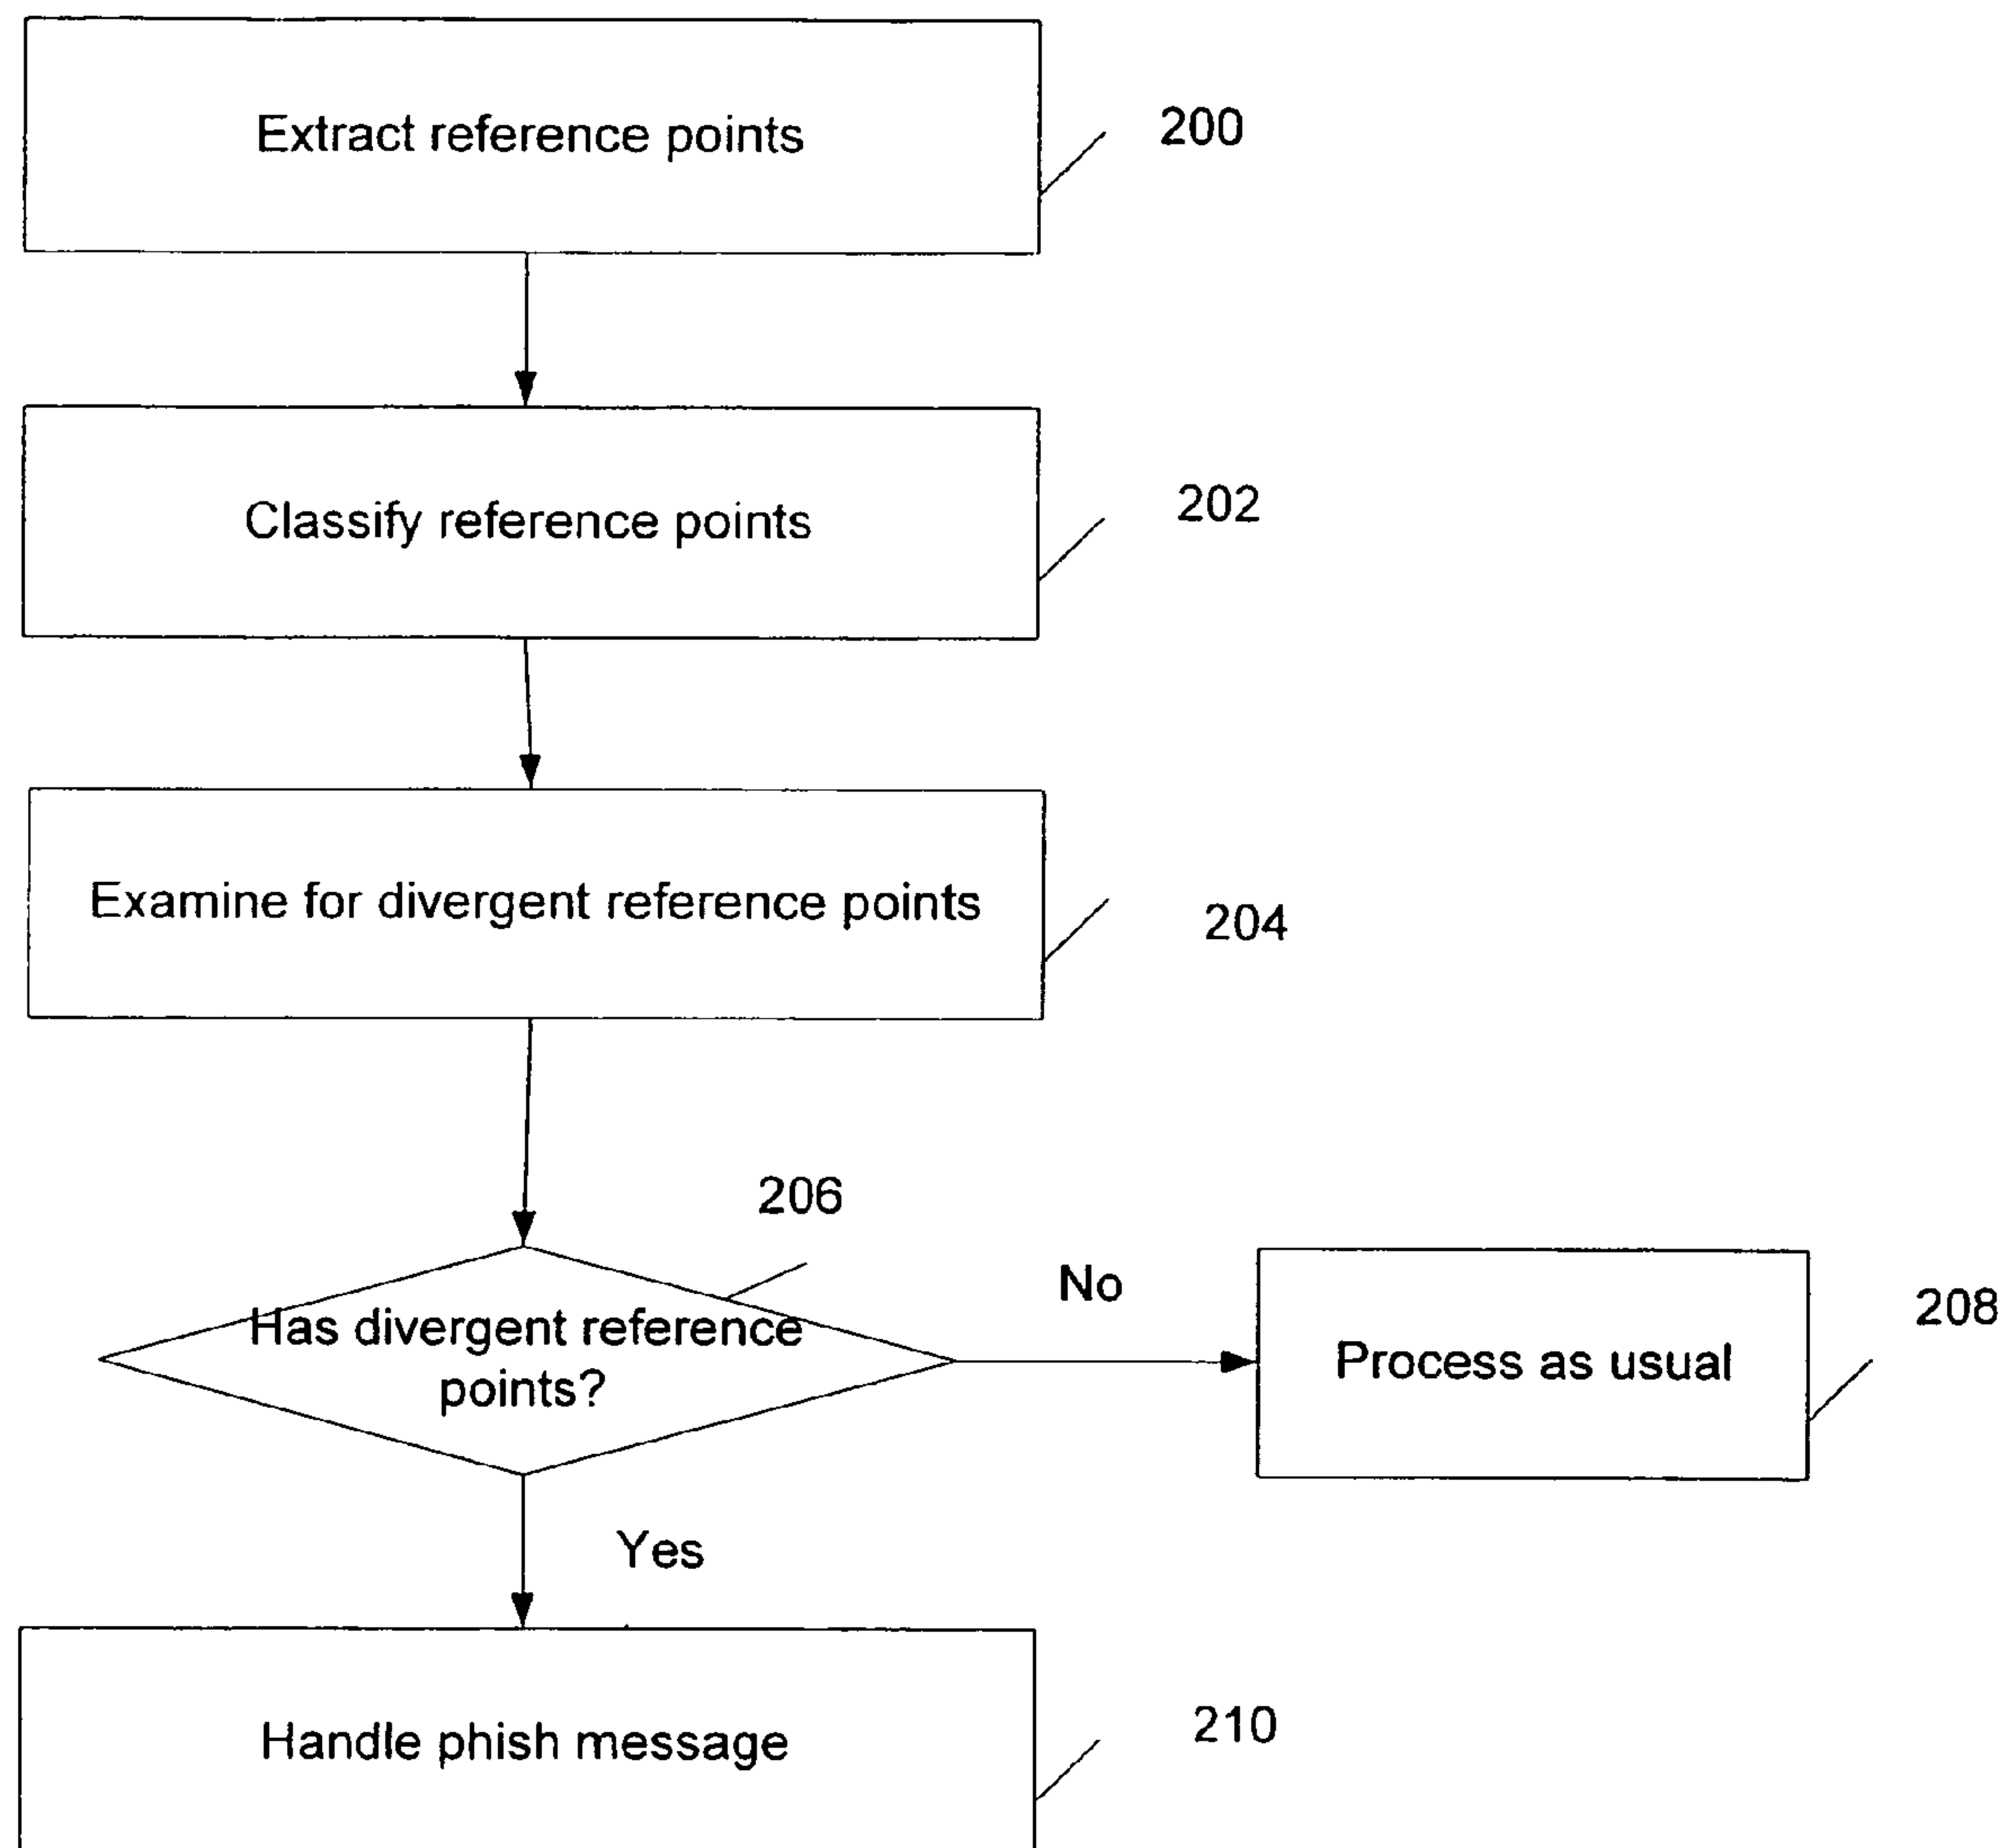 Extract reference points
200
Classify reference points
202
Examine for divergent reference points
204
206
Has divergent reference
points?
No
Process as usual
208
Yes
Handle phish message
210